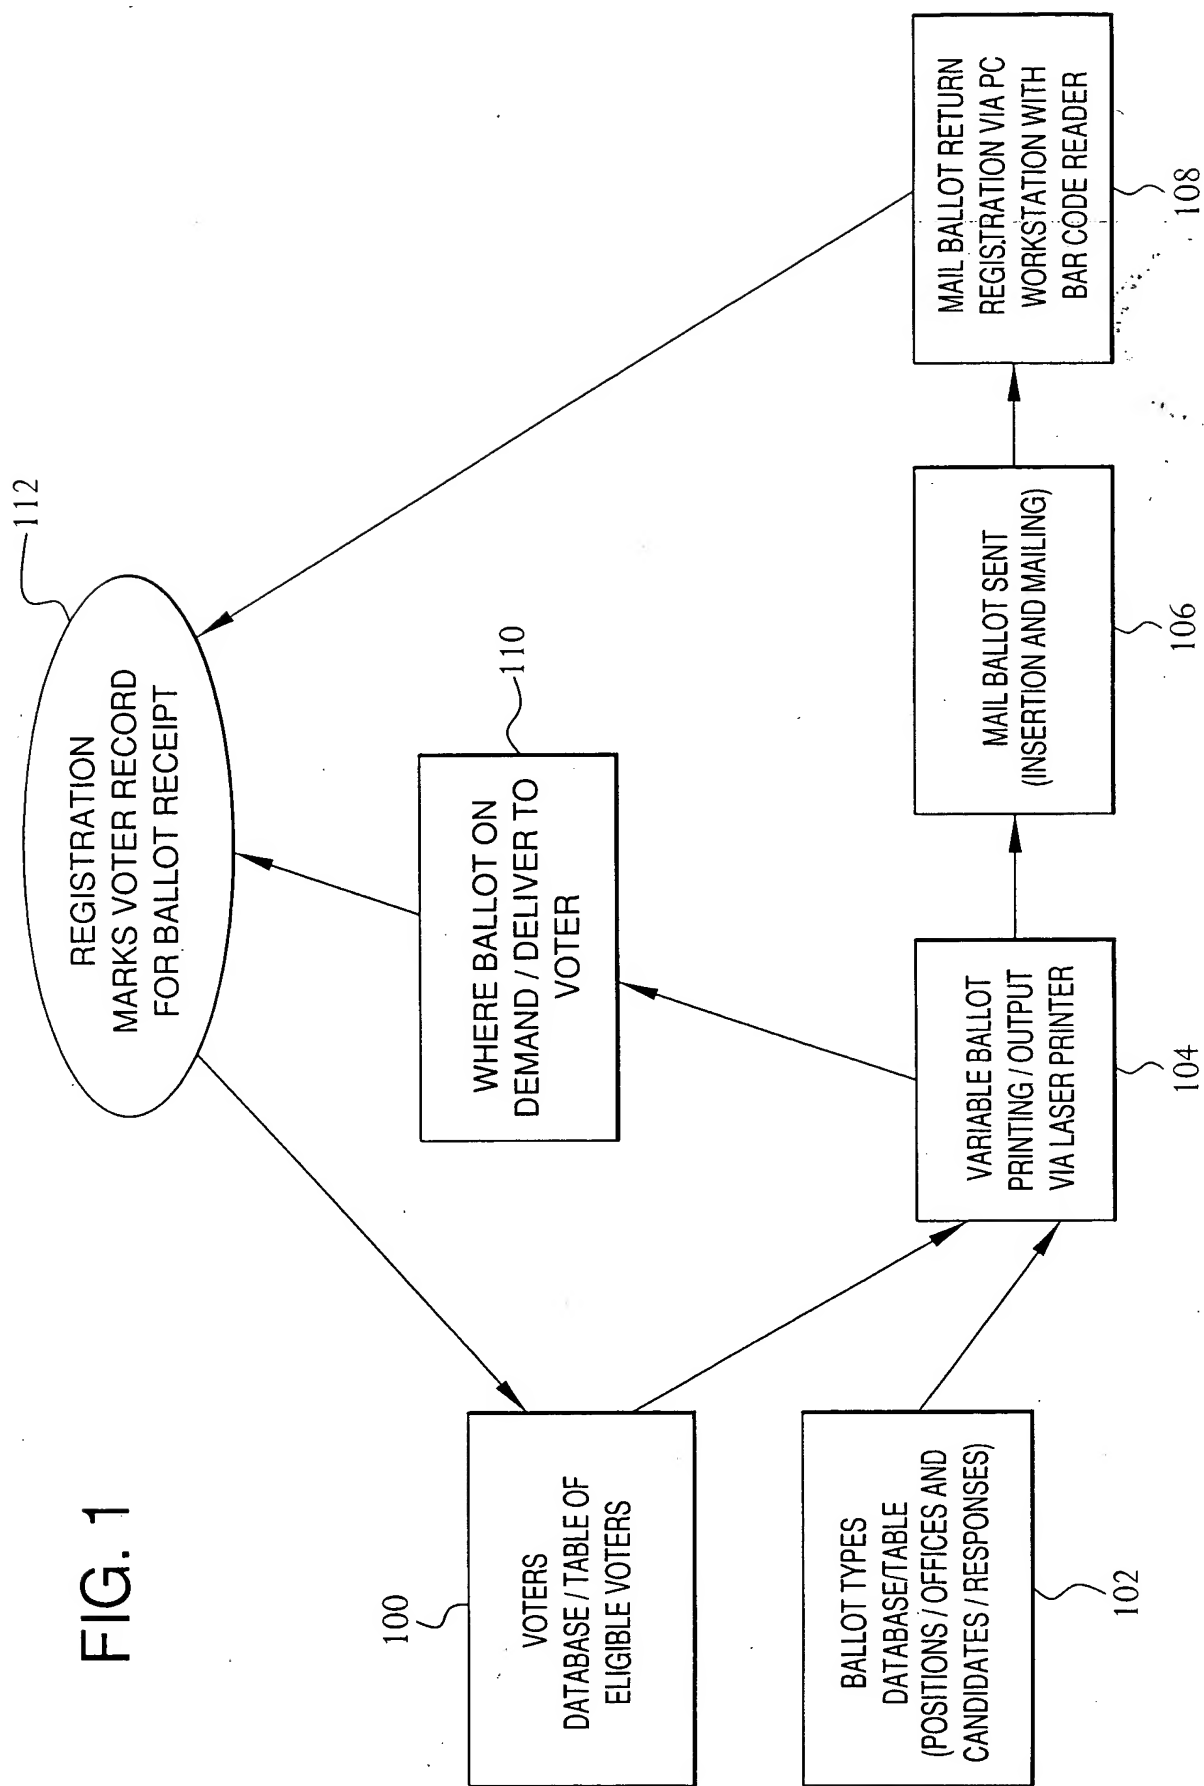 FIG. 1
REGISTRATION
MARKS VOTER RECORD
FOR BALLOT RECEIPT
112
WHERE BALLOT ON
DEMAND / DELIVER TO
VOTER
110
100
VOTERS
DATABASE / TABLE OF
ELIGIBLE VOTERS
BALLOT TYPES
DATABASE/TABLE
(POSITIONS / OFFICES AND
CANDIDATES / RESPONSES)
102
VARIABLE BALLOT
PRINTING / OUTPUT
VIA LASER PRINTER
104
MAIL BALLOT SENT
(INSERTION AND MAILING)
106
MAIL BALLOT RETURN
REGISTRATION VIA PC
WORKSTATION WITH
BAR CODE READER
108